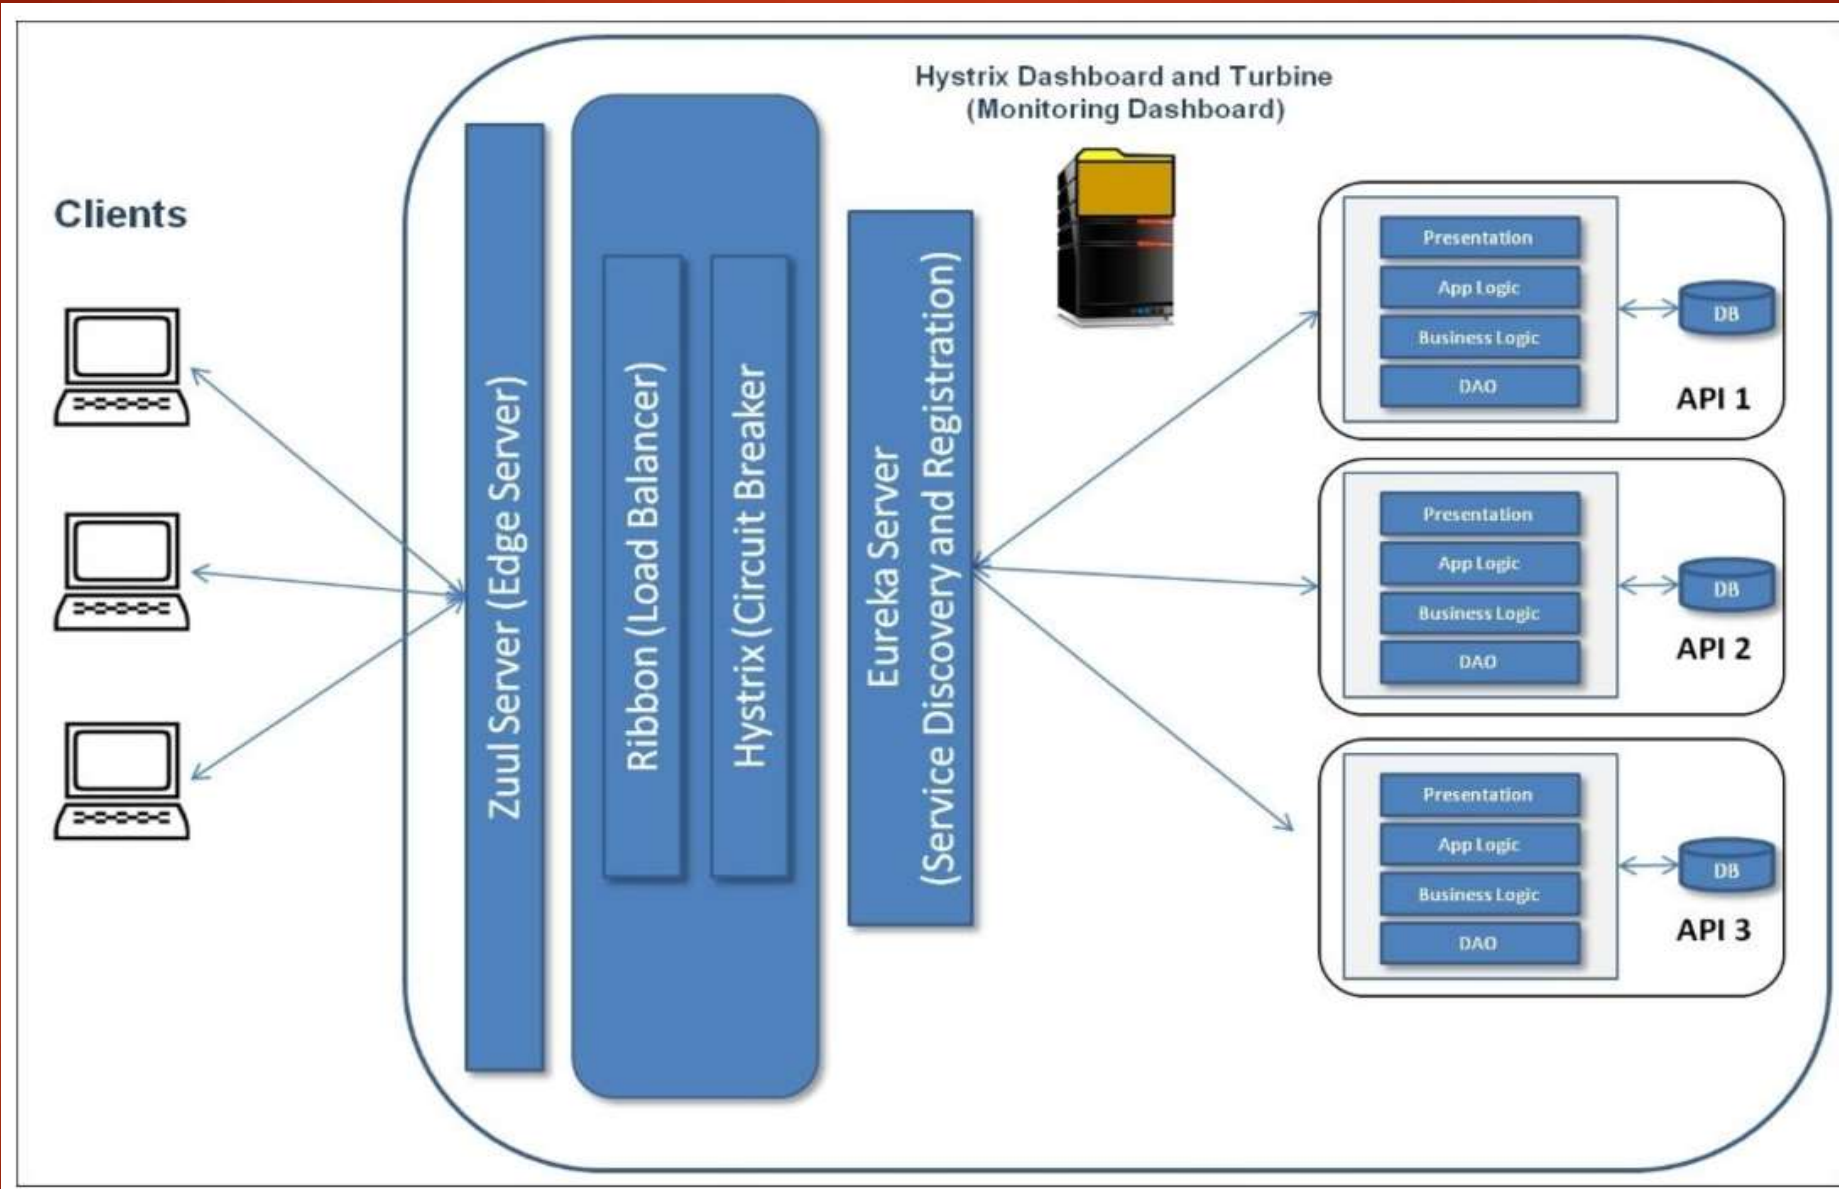 Hystrix Dashboard and Turbine
(Monitoring Dashboard)
Clients
Zuul Server (Edge Server)
Ribbon (Load Balancer)
Hystrix (Circuit Breaker
Eureka Server
(Service Discovery and Registration)
Presentation
App Logic
Business Logic
DAO
DB
API 1
Presentation
App Logic
Business Logic
DAO
DB
API 2
Presentation
App Logic
Business Logic
DAO
DB
API 3